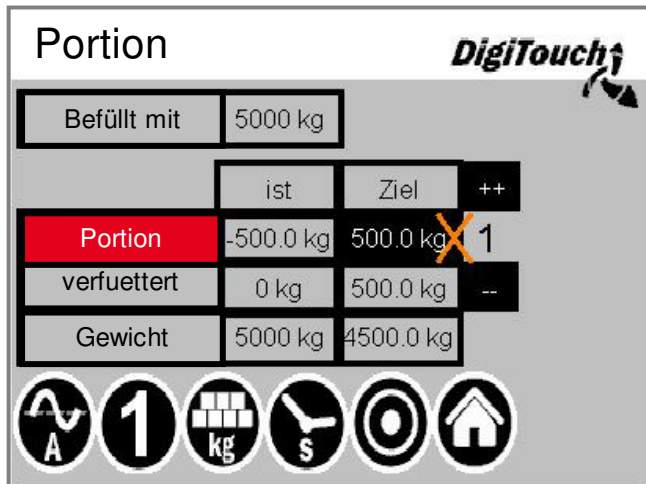 Portion
DigiTouch
Befüllt mit 5000 kg
ist Ziel ++
Portion -500.0 kg 500.0 kg X 1
verfuettert 0 kg 500.0 kg --
Gewicht 5000 kg 4500.0 kg
A 1 kg s